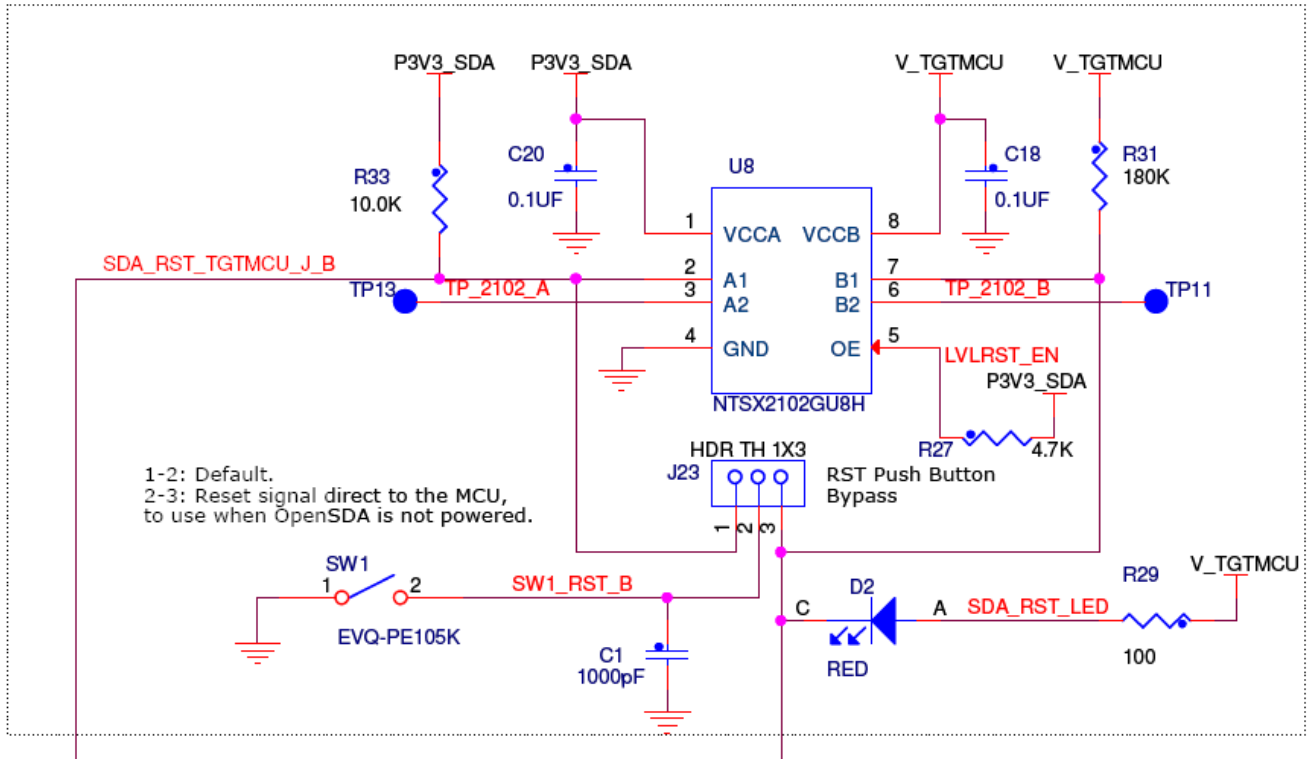 P3V3_SDA P3V3_SDA V_TGTMCU V_TGTMCU
C20 U8 C18 R31
R33 180K
10.0K 0.1UF 0.1UF
1 VCCA VCCB 8
SDA_RST_TGTMCU_J_B 2 A1 B1 7
TP13 TP_2102_A 3 A2 B2 6 TP_2102_B TP11
4 GND OE 5 LVLRST_EN
P3V3_SDA
NTSX2102GU8H
R27 4.7K
HDR TH 1X3
J23 RST Push Button
Bypass
1-2: Default.
2-3: Reset signal direct to the MCU,
to use when OpenSDA is not powered.
1 2 3
SW1 D2 R29 V_TGTMCU
1 2 SW1_RST_B C A SDA_RST_LED
EVQ-PE105K
C1 RED 100
1000pF